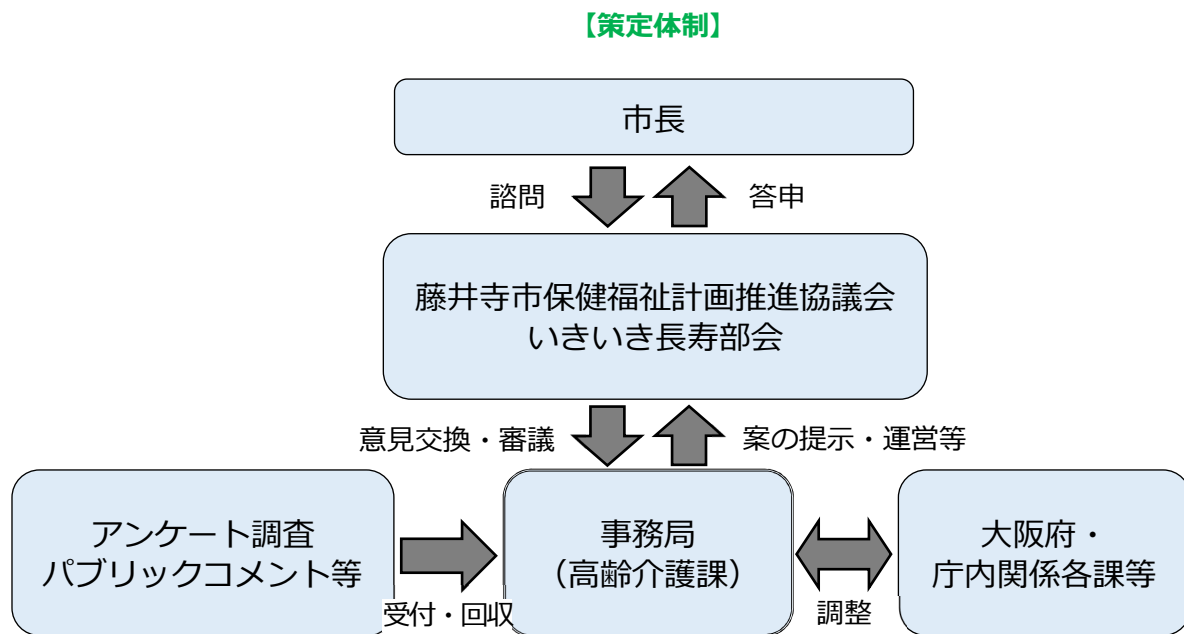 【策定体制】
市長
諮問
答申
藤井寺市保健福祉計画推進協議会
いきいき長寿部会
意見交換・審議
案の提示・運営等
アンケート調査
パブリックコメント等
受付・回収
事務局
（高齢介護課）
調整
大阪府・
庁内関係各課等